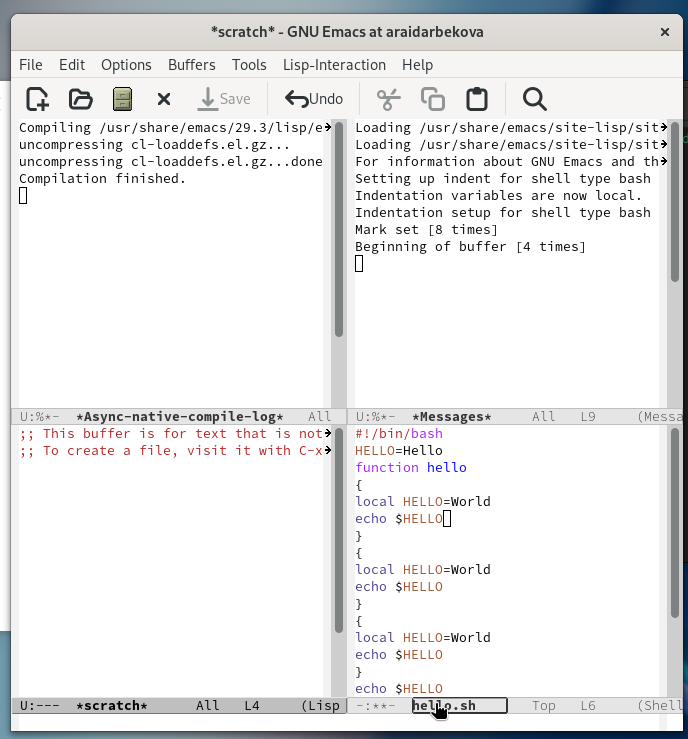 *scratch* - GNU Emacs at araidarbekova
File Edit Options Buffers Tools Lisp-Interaction Help
Save Undo
Compiling /usr/share/emacs/29.3/lisp/e
uncompressing cl-loaddefs.el.gz...
uncompressing cl-loaddefs.el.gz...done
Compilation finished.
U:%*- *Async-native-compile-log* All
Loading /usr/share/emacs/site-lisp/sit
Loading /usr/share/emacs/site-lisp/sit
For information about GNU Emacs and th
Setting up indent for shell type bash
Indentation variables are now local.
Indentation setup for shell type bash
Mark set [8 times]
Beginning of buffer [4 times]
U:%*- *Messages* All L9 (Messa
;; This buffer is for text that is not
;; To create a file, visit it with C-x
U:--- *scratch* All L4 (Lisp
#!/bin/bash
HELLO=Hello
function hello
{
local HELLO=World
echo $HELLO
}
{
local HELLO=World
echo $HELLO
}
{
local HELLO=World
echo $HELLO
}
echo $HELLO
-:**- hello.sh Top L6 (Shell